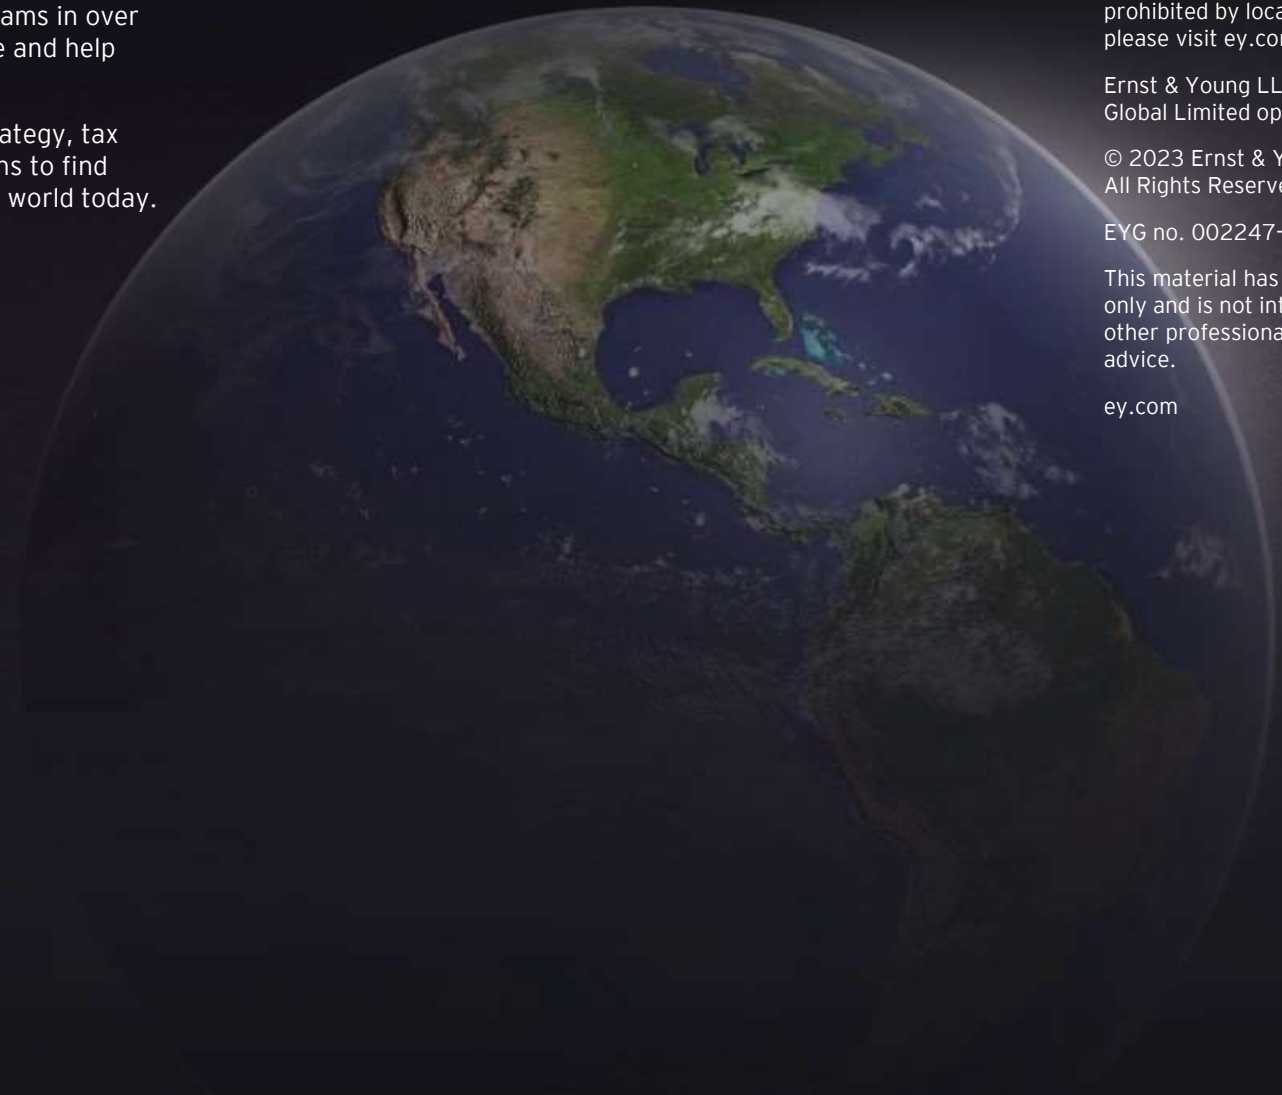 ams in over
e and help
ategy, tax
ns to find
world today.
prohibited by loca
please visit ey.co
Ernst & Young LL
Global Limited op
© 2023 Ernst & Y
All Rights Reserve
EYG no. 002247-
This material has
only and is not in
other professiona
advice.
ey.com